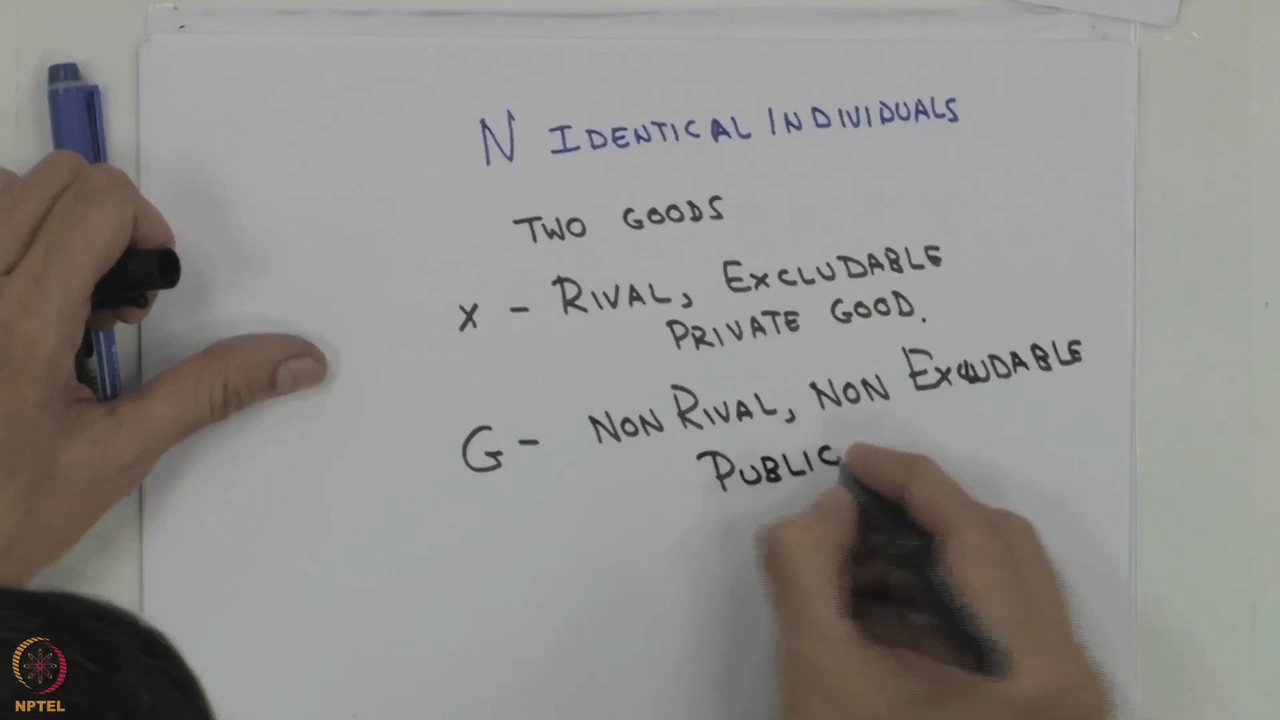 N IDENTICAL INDIVIDUALS
TWO GOODS
X - RIVAL, EXCLUDABLE
PRIVATE GOOD.
G - NON RIVAL, NON EXCLUDABLE
PUBLIC
NPTEL